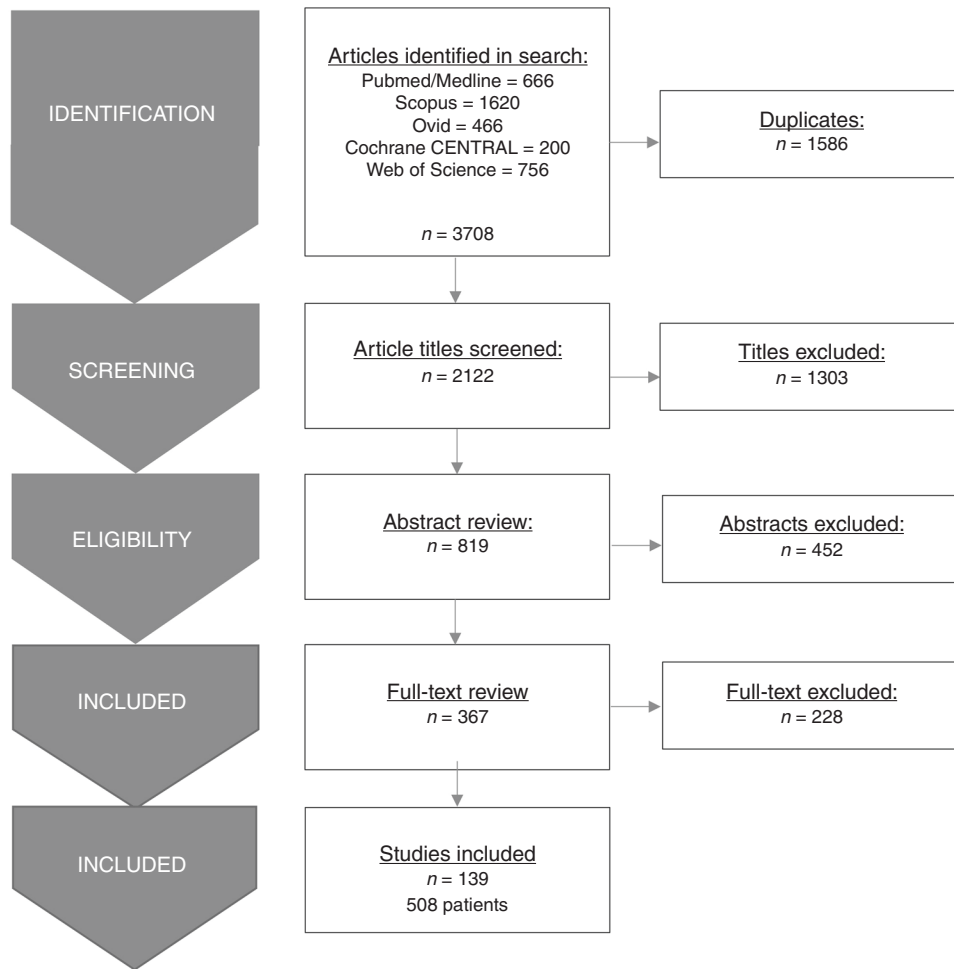 IDENTIFICATION
Articles identified in search:
Pubmed/Medline = 666
Scopus = 1620
Ovid = 466
Cochrane CENTRAL = 200
Web of Science = 756
n = 3708
Duplicates:
n = 1586
SCREENING
Article titles screened:
n = 2122
Titles excluded:
n = 1303
ELIGIBILITY
Abstract review:
n = 819
Abstracts excluded:
n = 452
INCLUDED
Full-text review
n = 367
Full-text excluded:
n = 228
INCLUDED
Studies included
n = 139
508 patients